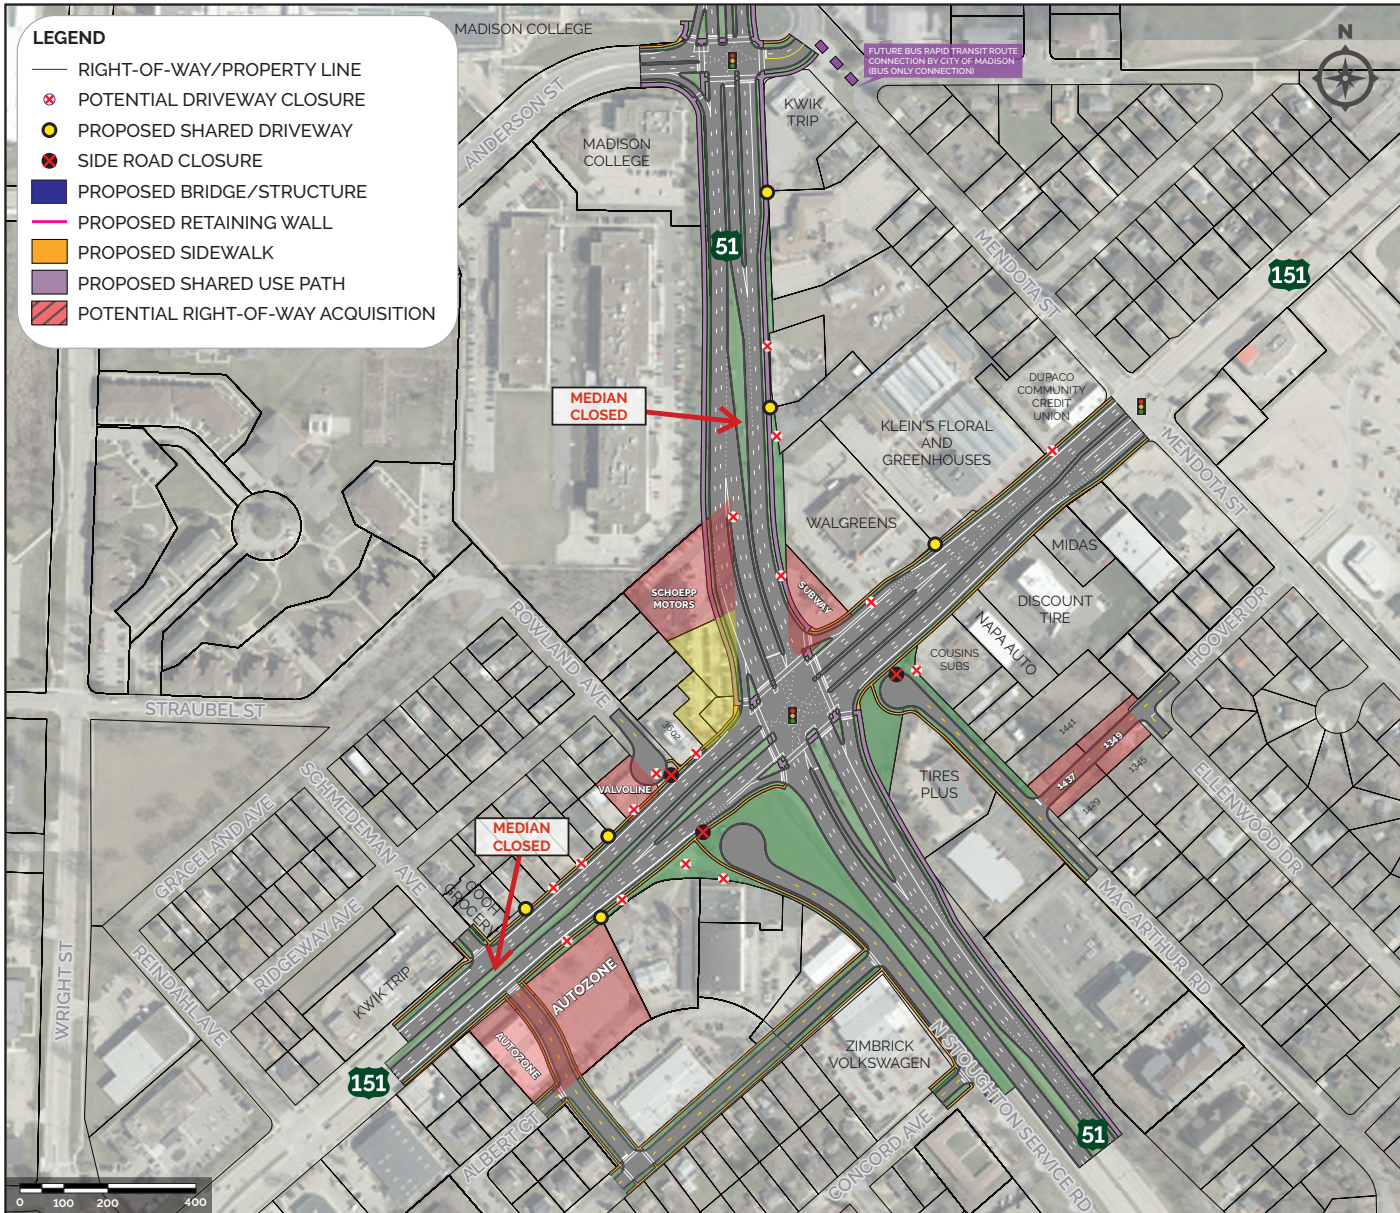 LEGEND
RIGHT-OF-WAY/PROPERTY LINE
POTENTIAL DRIVEWAY CLOSURE
PROPOSED SHARED DRIVEWAY
SIDE ROAD CLOSURE
PROPOSED BRIDGE/STRUCTURE
PROPOSED RETAINING WALL
PROPOSED SIDEWALK
PROPOSED SHARED USE PATH
POTENTIAL RIGHT-OF-WAY ACQUISITION
MADISON COLLEGE
FUTURE BUS RAPID TRANSIT ROUTE
CONNECTION BY CITY OF MADISON
(BUS ONLY CONNECTION)
N
ANDERSON ST
MADISON
COLLEGE
KWIK
TRIP
51
MENDOTA ST
151
MEDIAN
CLOSED
DUPACO
COMMUNITY
CREDIT
UNION
KLEIN'S FLORAL
AND
GREENHOUSES
MENDOTA ST
WALGREENS
MIDAS
DISCOUNT
TIRE
NAPA AUTO
HOOVER DR
SCHOEPP
MOTORS
SUBWAY
COUSINS
SUBS
ROWLAND AVE
STRAUBEL ST
3602
1441
1349
1437
1345
1429
VALVOLINE
TIRES
PLUS
ELLENWOOD DR
SCHMEDEMAN AVE
GRACELAND AVE
MEDIAN
CLOSED
GOOFY
GROCERY
RIDGEWAY AVE
REINDAHL AVE
WRIGHT ST
KWIK TRIP
AUTOZONE
AUTOZONE
MAC ARTHUR RD
ZIMBRICK
VOLKSWAGEN
N STOUGHTON SERVICE RD
151
ALBERT CT
CONCORD AVE
51
0 100 200 400